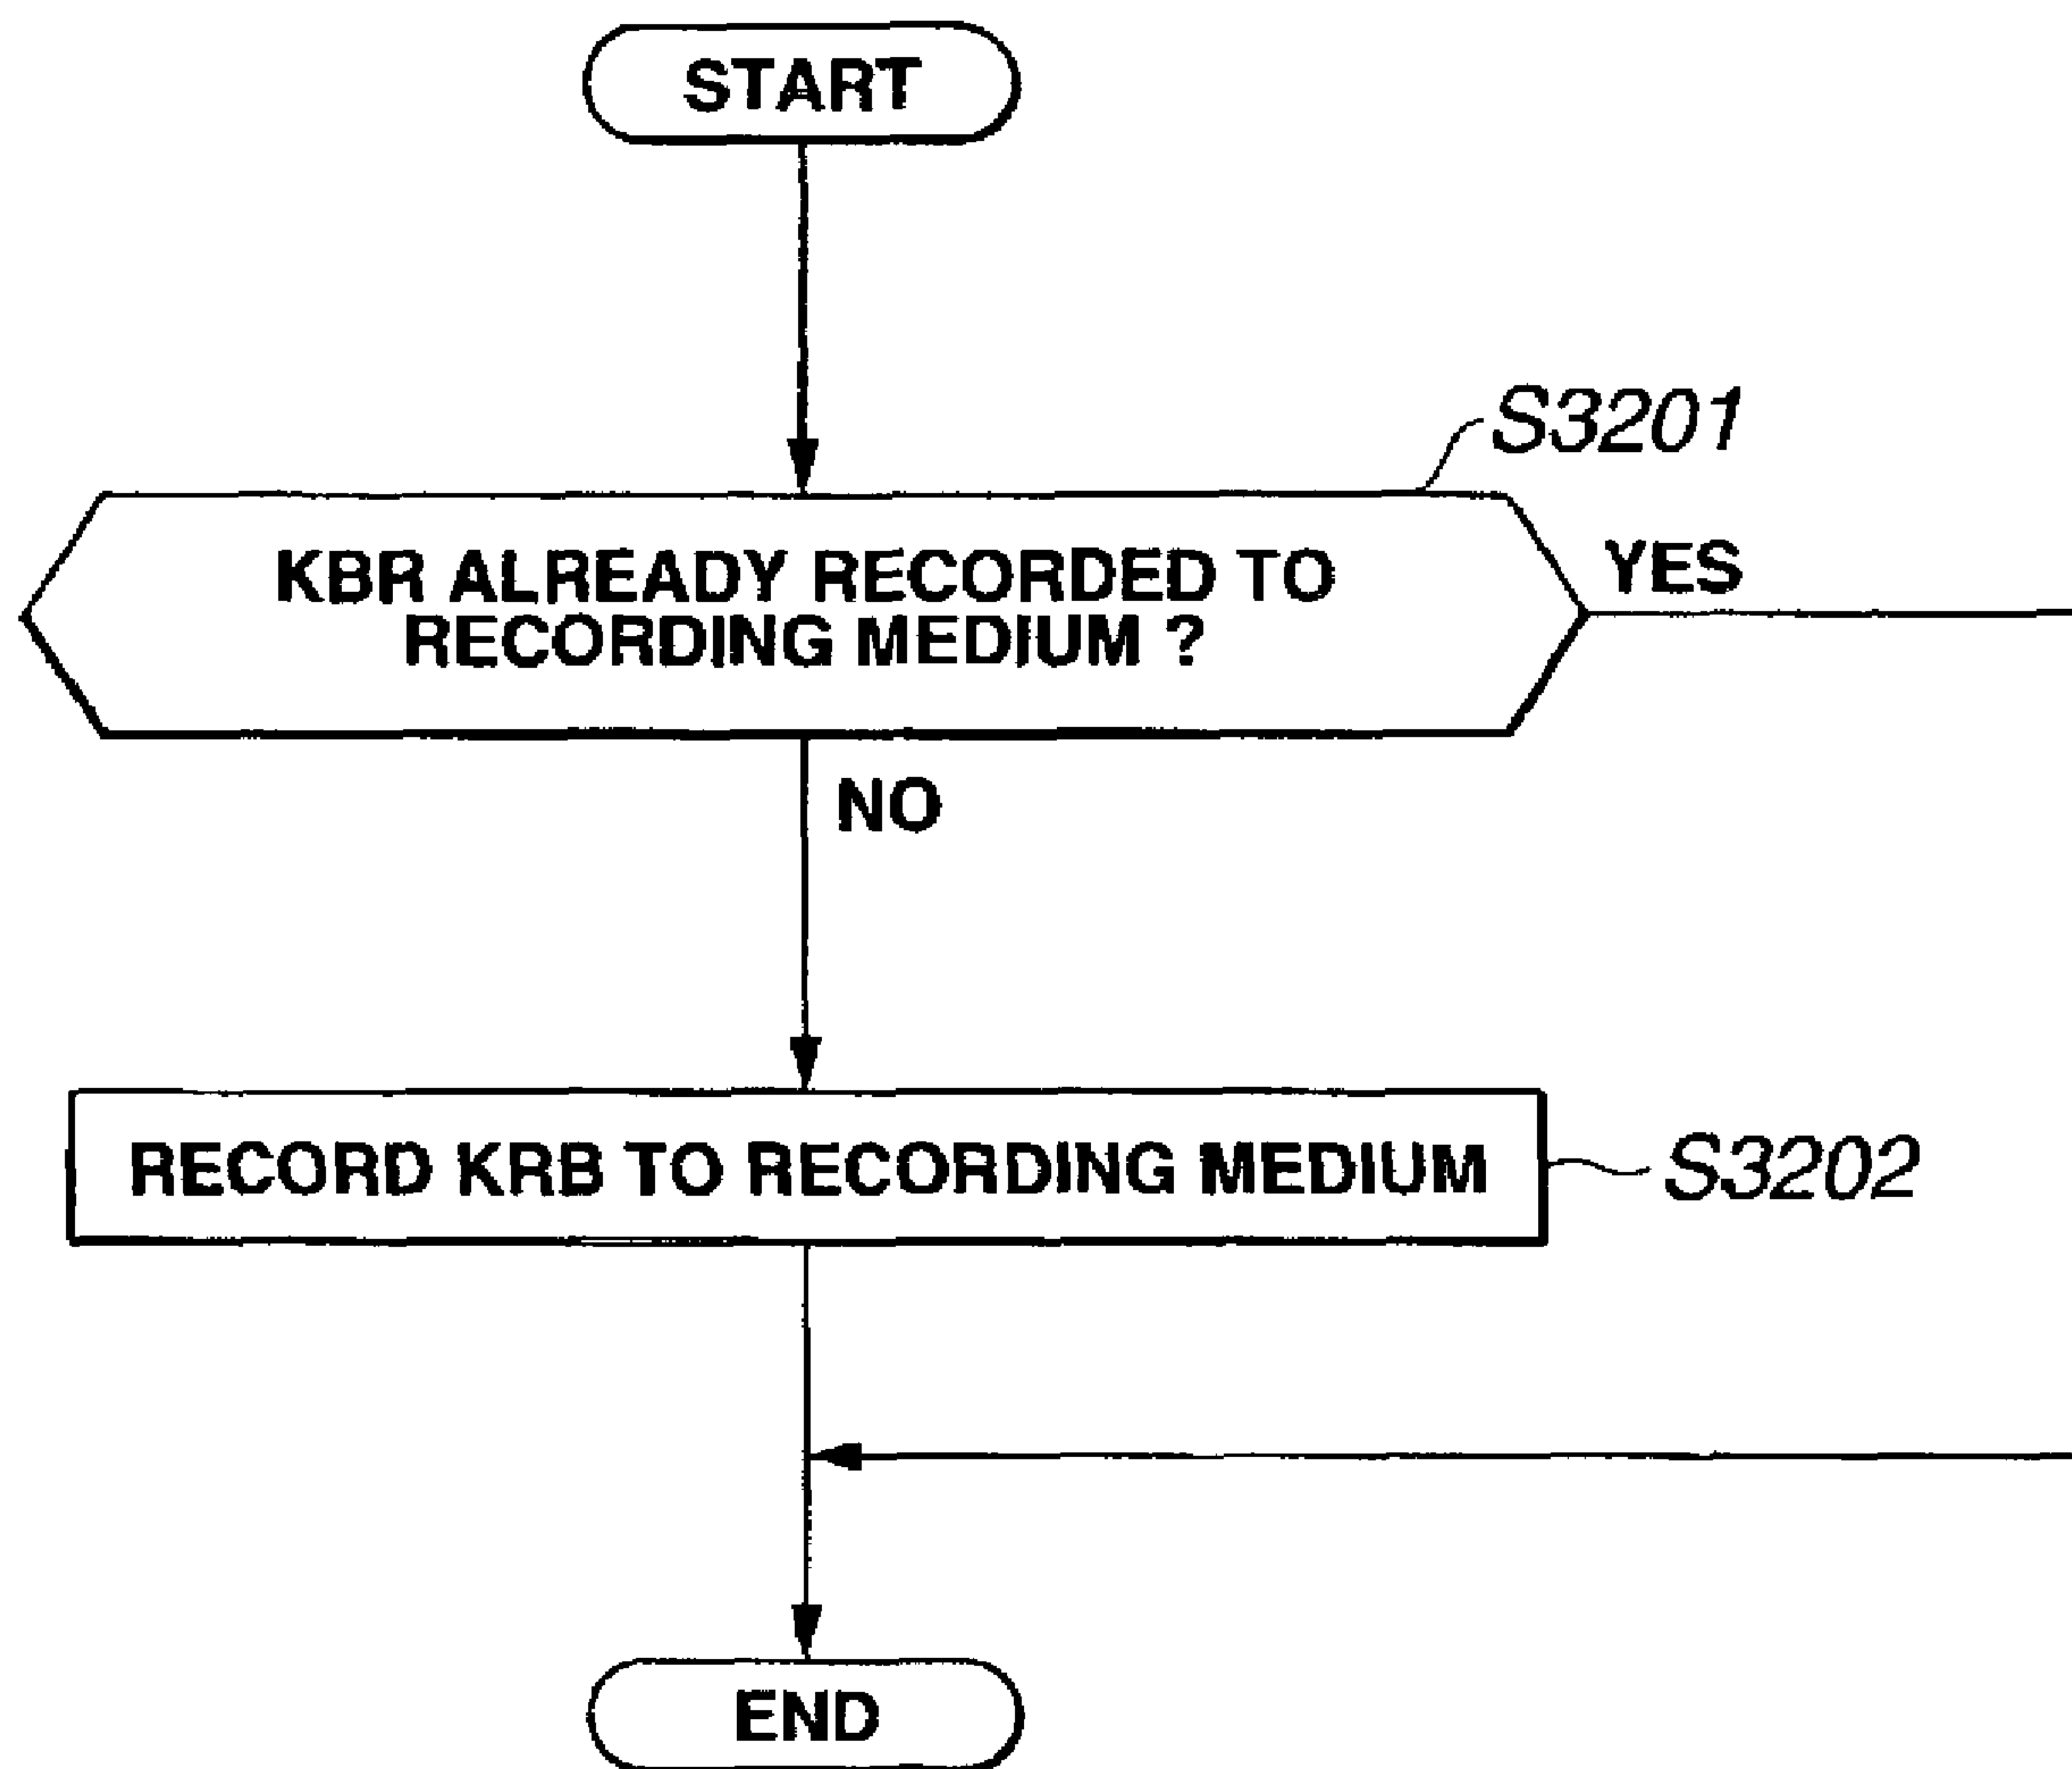 START
S3201
KBR ALREADY RECORDED TO
RECORDING MEDIUM ?
YES
NO
RECORD KRB TO RECORDING MEDIUM
S3202
END